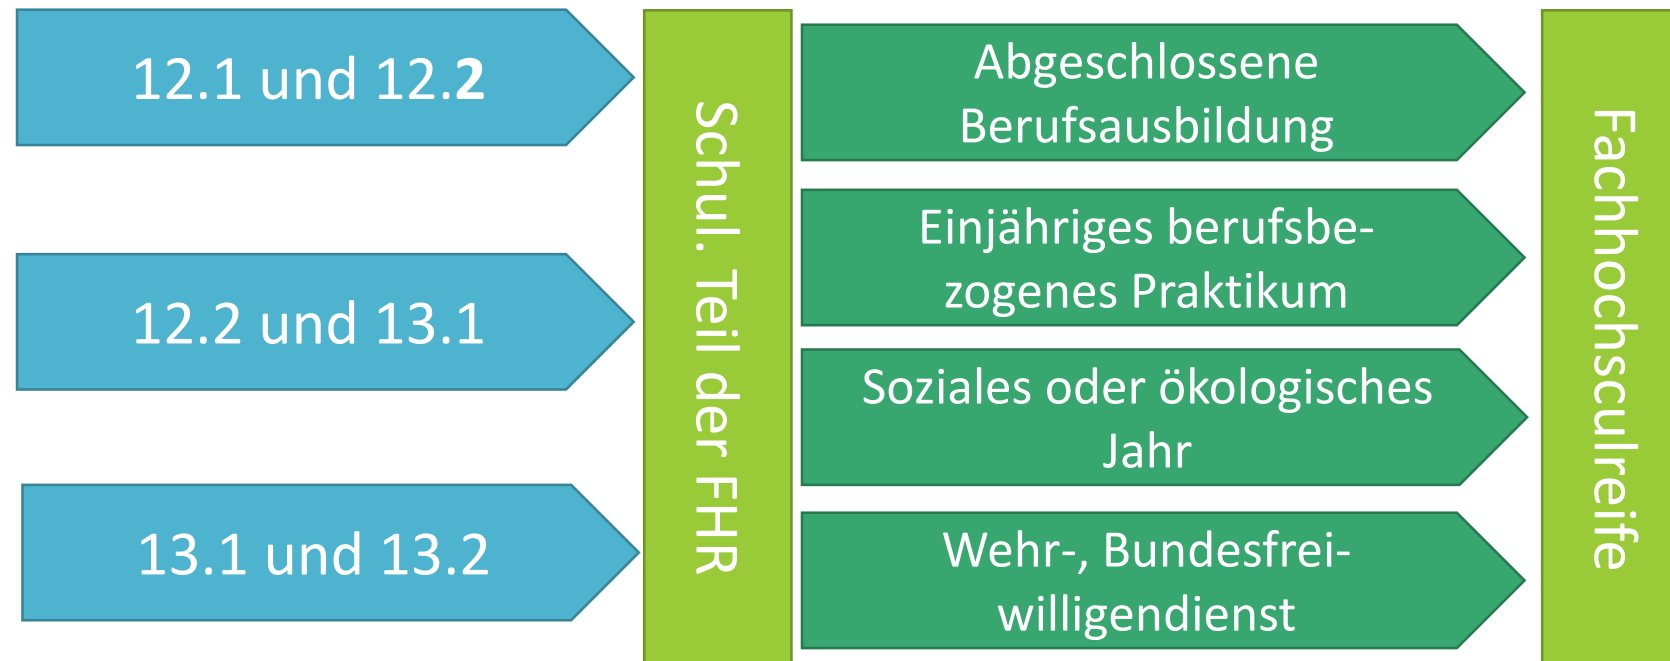 12.1 und 12.2
12.2 und 13.1
13.1 und 13.2
Schul. Teil der FHR
Abgeschlossene
Berufsausbildung
Einjähriges berufsbe-
zogenes Praktikum
Soziales oder ökologisches
Jahr
Wehr-, Bundesfrei-
willigendienst
Fachhochsculreife